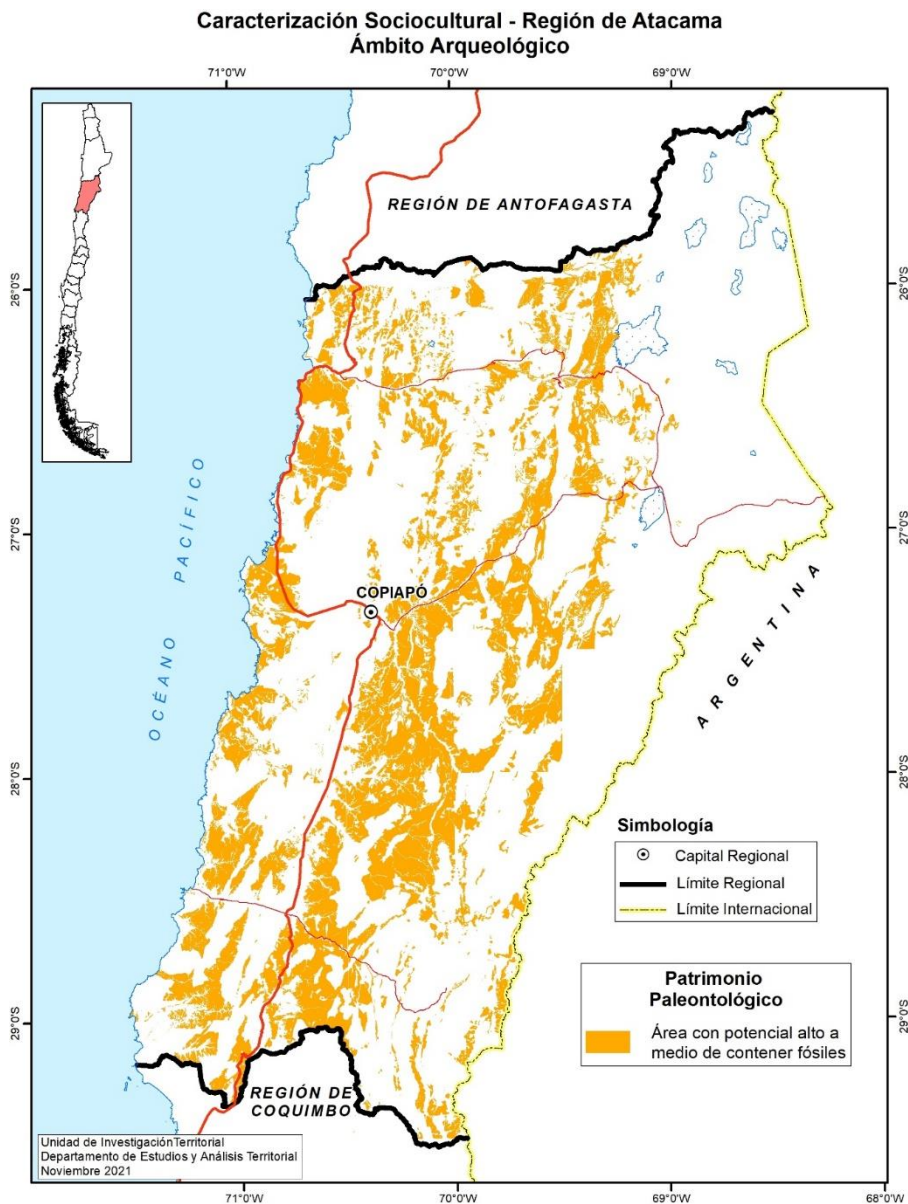 Caracterización Sociocultural - Región de Atacama
Ámbito Arqueológico
71°0'W
70°0'W
69°0'W
REGIÓN DE ANTOFAGASTA
26°0'S
26°0'S
OCÉANO PACÍFICO
27°0'S
27°0'S
COPIAPÓ
ARGENTINA
28°0'S
28°0'S
Simbología
Capital Regional
Límite Regional
Límite Internacional
Patrimonio
Paleontológico
Área con potencial alto a
medio de contener fósiles
29°0'S
29°0'S
REGIÓN DE
COQUIMBO
Unidad de InvestigaciónTerritorial
Departamento de Estudios y Análisis Territorial
Noviembre 2021
71°0'W
70°0'W
69°0'W
68°0'W